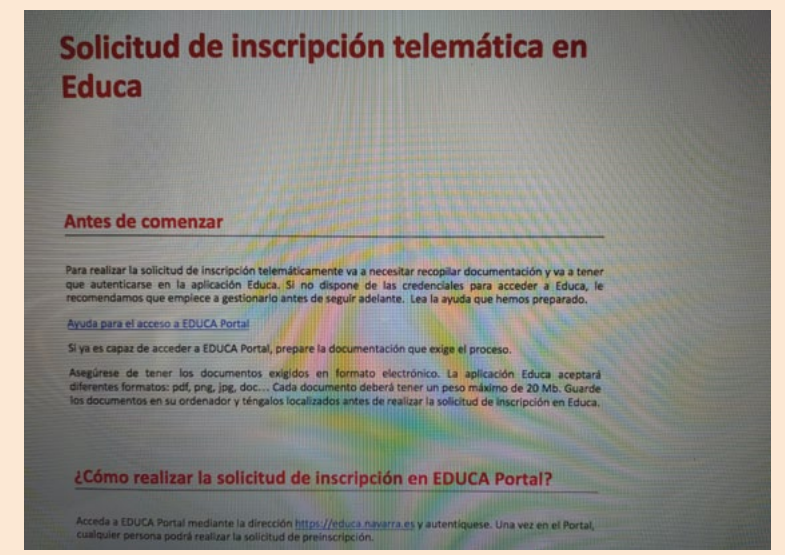 Solicitud de inscripción telemática en
Educa
Antes de comenzar
Para realizar la solicitud de inscripción telemáticamente va a necesitar recopilar documentación y va a tener
que autenticarse en la aplicación Educa. Si no dispone de las credenciales para acceder a Educa, le
recomendamos que empiece a gestionarlo antes de seguir adelante. Lea la ayuda que hemos preparado.
Ayuda para el acceso a EDUCA Portal
Si ya es capaz de acceder a EDUCA Portal, prepare la documentación que exige el proceso.
Asegúrese de tener los documentos exigidos en formato electrónico. La aplicación Educa aceptará
diferentes formatos: pdf, png, jpg, doc... Cada documento deberá tener un peso máximo de 20 Mb. Guarde
los documentos en su ordenador y téngalos localizados antes de realizar la solicitud de inscripción en Educa.
¿Cómo realizar la solicitud de inscripción en EDUCA Portal?
Acceda a EDUCA Portal mediante la dirección https://educa.navarra.es y autentíquese. Una vez en el Portal,
cualquier persona podrá realizar la solicitud de preinscripción.